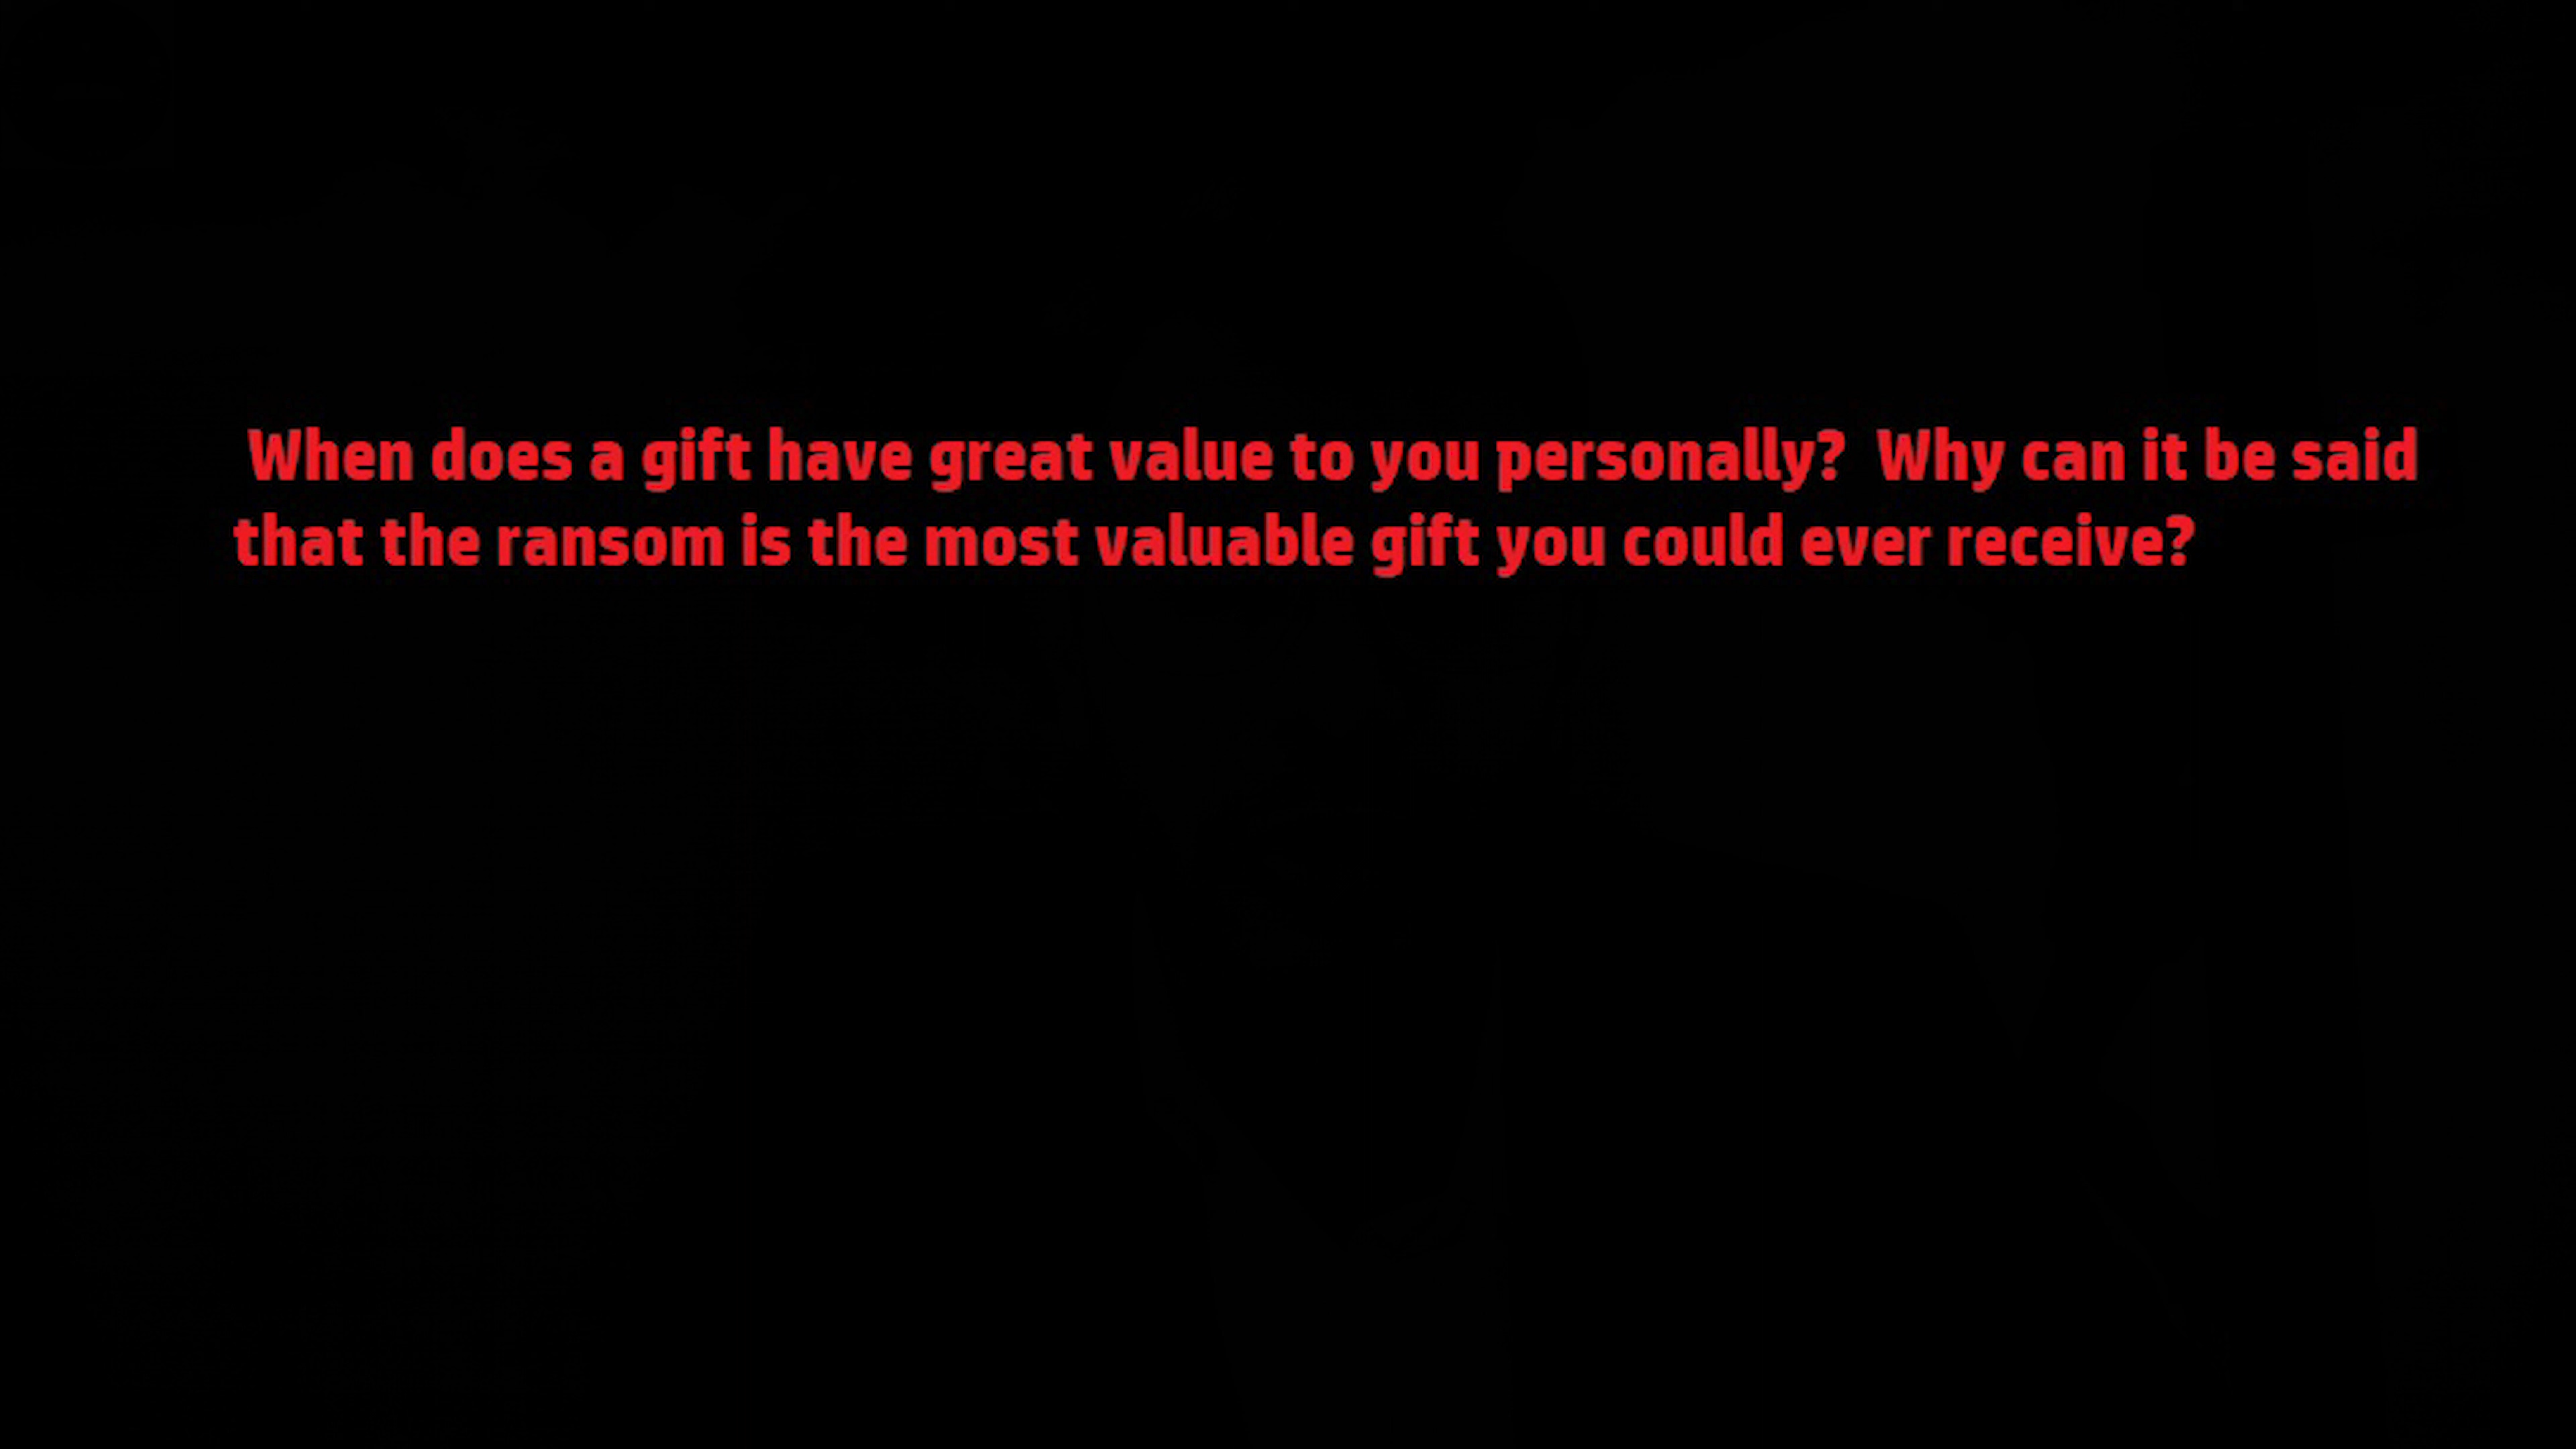 When does a gift have great value to you personally?  Why can it be said
that the ransom is the most valuable gift you could ever receive?